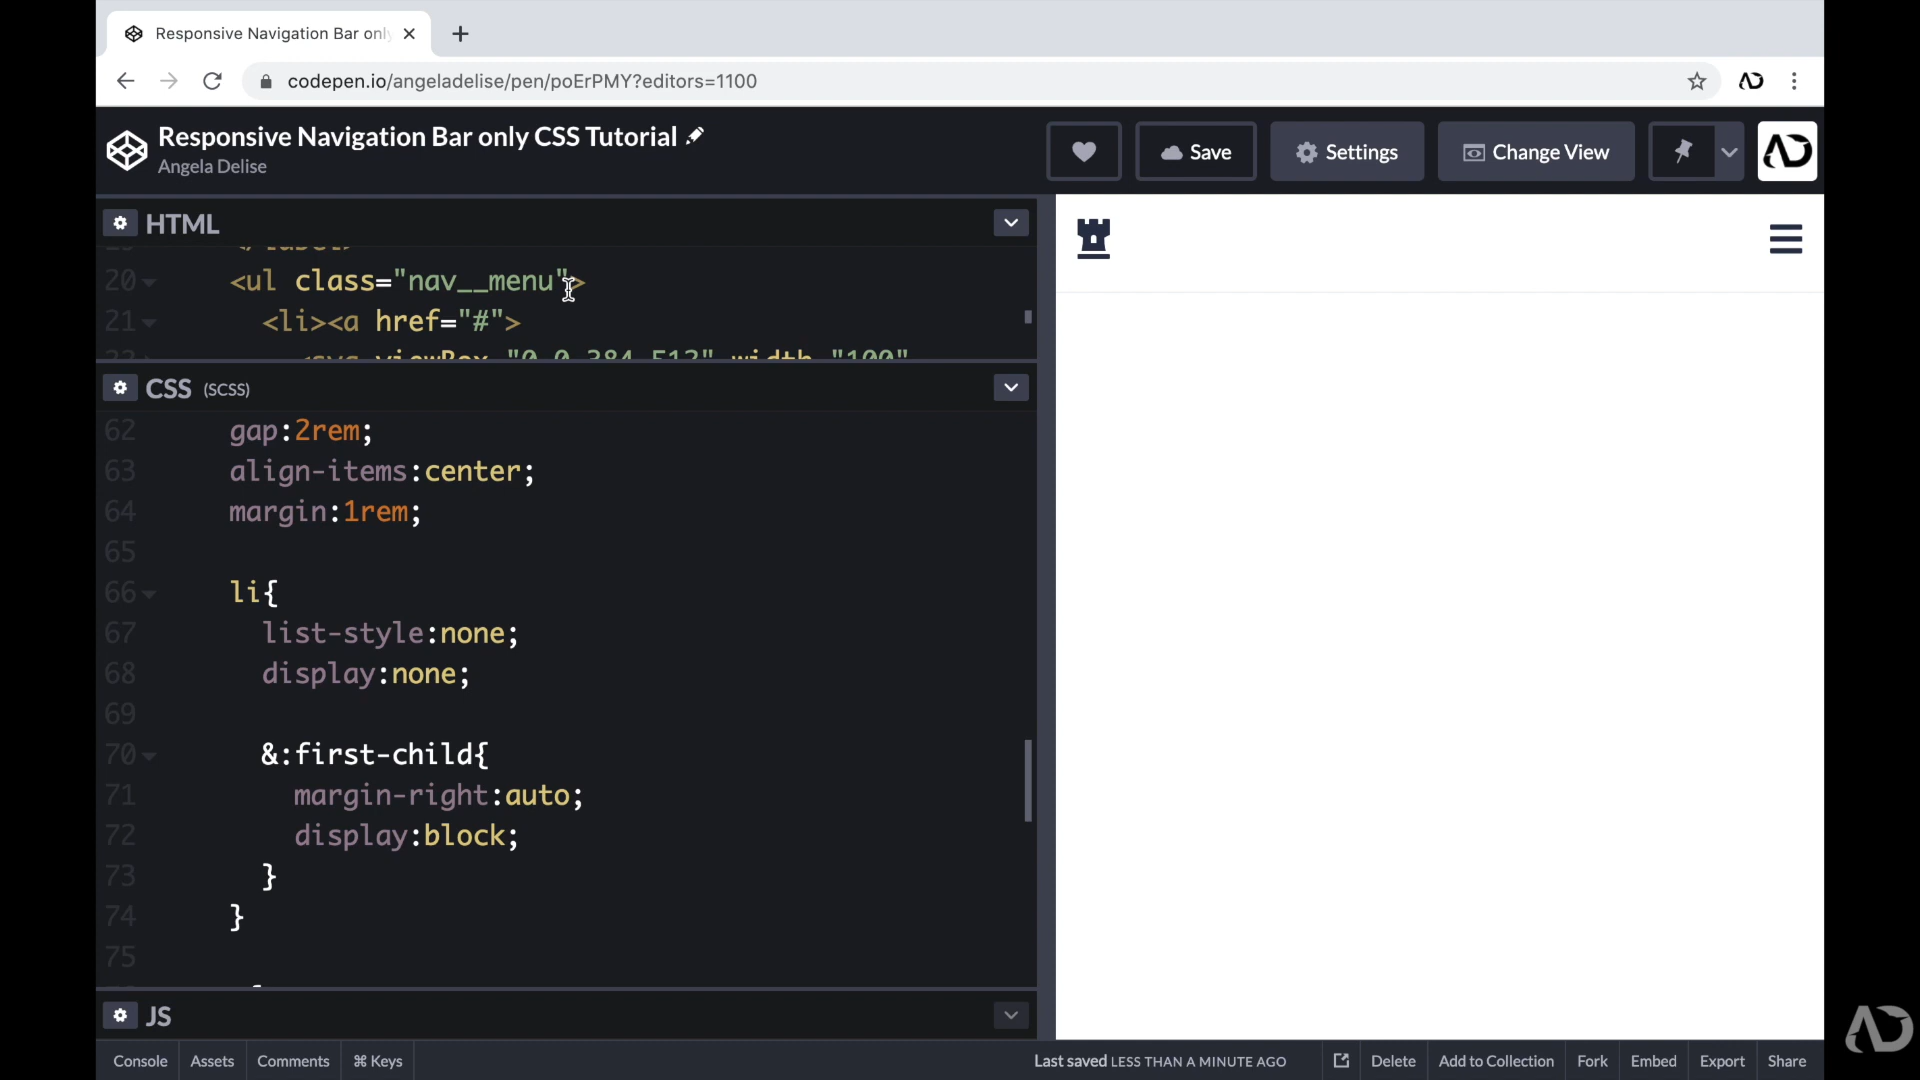 Responsive Navigation Bar onl
codepen.io/angeladelise/pen/poErPMY?editors=1100
Responsive Navigation Bar only CSS Tutorial
Angela Delise
Save
Settings
Change View
HTML
20 <ul class="nav__menu">
21 <li><a href="#">
CSS (SCSS)
62 gap:2rem;
63 align-items:center;
64 margin:1rem;
65
66 li{
67 list-style:none;
68 display:none;
69
70 &:first-child{
71 margin-right:auto;
72 display:block;
73 }
74 }
75
JS
Console Assets Comments ⌘ Keys Last saved LESS THAN A MINUTE AGO Delete Add to Collection Fork Embed Export Share